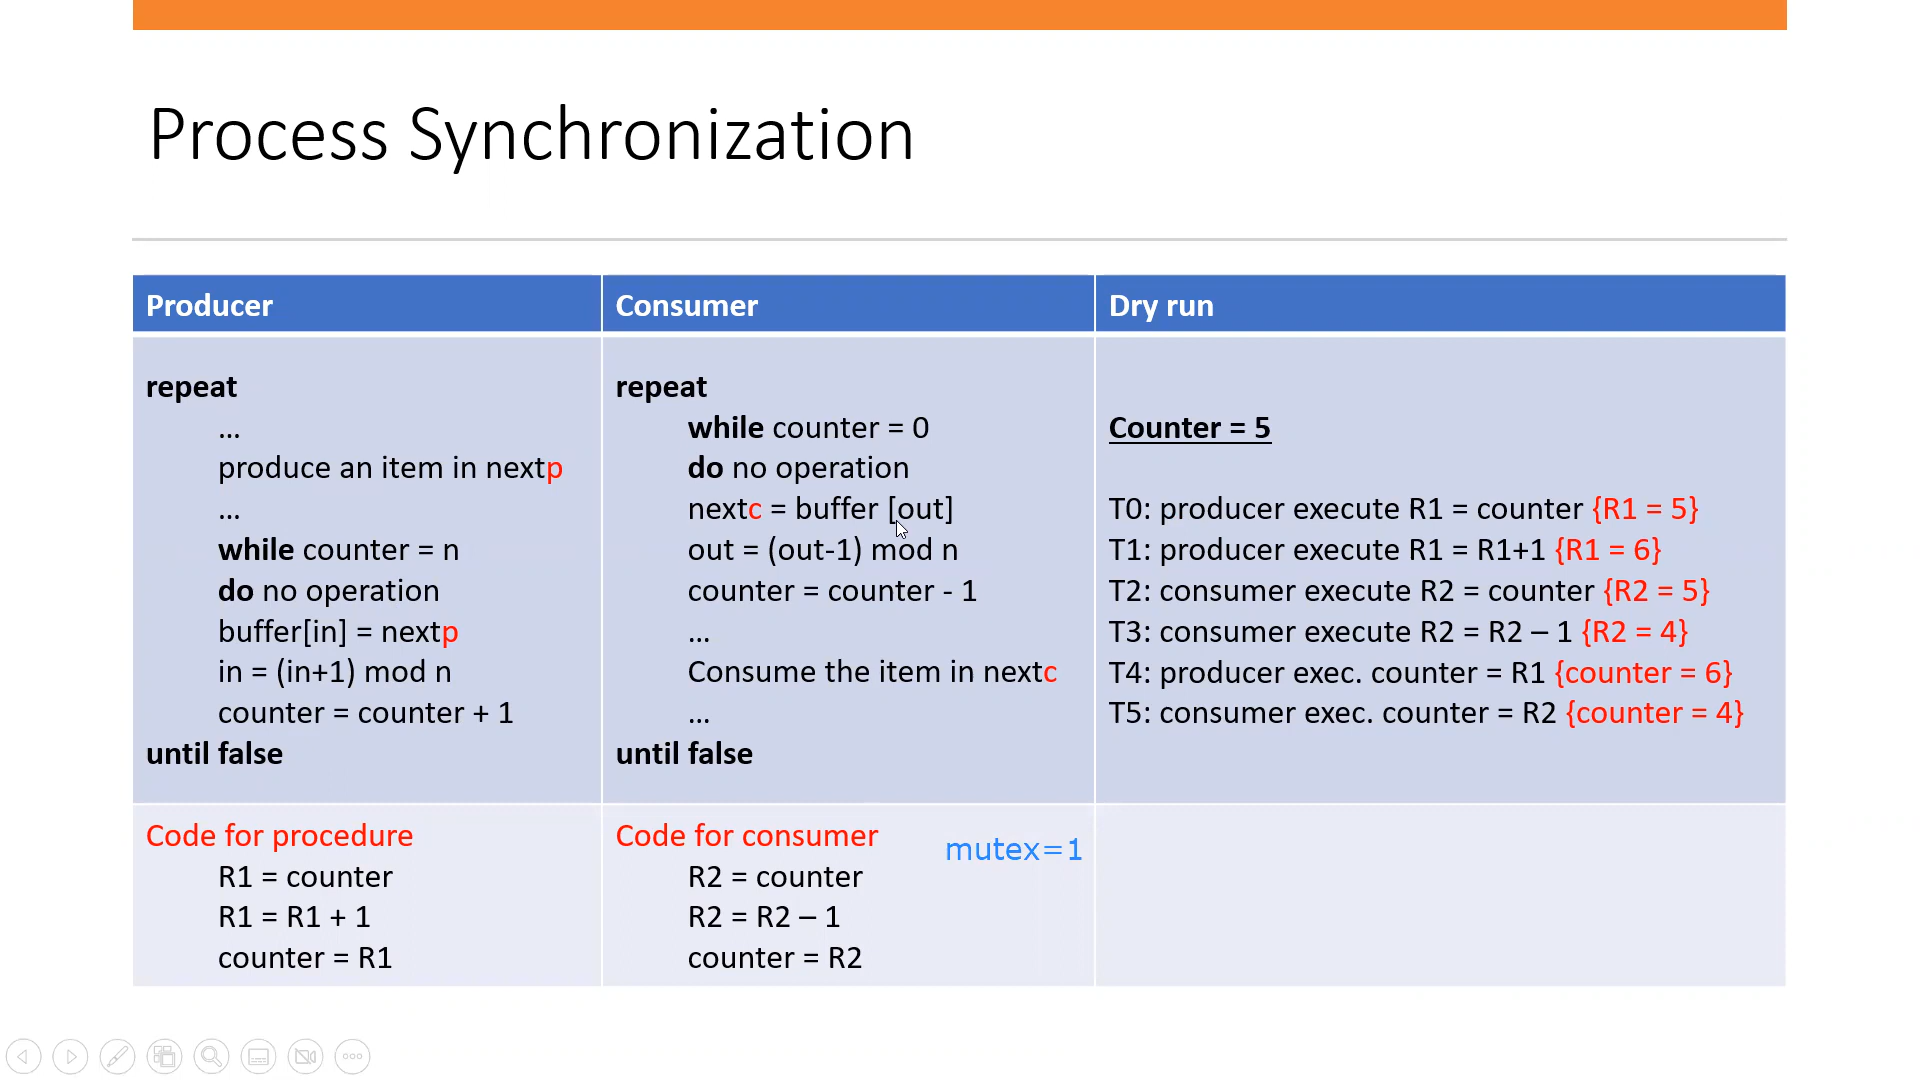 Process Synchronization
Producer
Consumer
Dry run
repeat
...
produce an item in nextp
...
while counter = n
do no operation
buffer[in] = nextp
in = (in+1) mod n
counter = counter + 1
until false
repeat
while counter = 0
do no operation
nextc = buffer [out]
out = (out-1) mod n
counter = counter - 1
...
Consume the item in nextc
...
until false
Counter = 5
T0: producer execute R1 = counter {R1 = 5}
T1: producer execute R1 = R1+1 {R1 = 6}
T2: consumer execute R2 = counter {R2 = 5}
T3: consumer execute R2 = R2 – 1 {R2 = 4}
T4: producer exec. counter = R1 {counter = 6}
T5: consumer exec. counter = R2 {counter = 4}
Code for procedure
R1 = counter
R1 = R1 + 1
counter = R1
Code for consumer
mutex=1
R2 = counter
R2 = R2 – 1
counter = R2